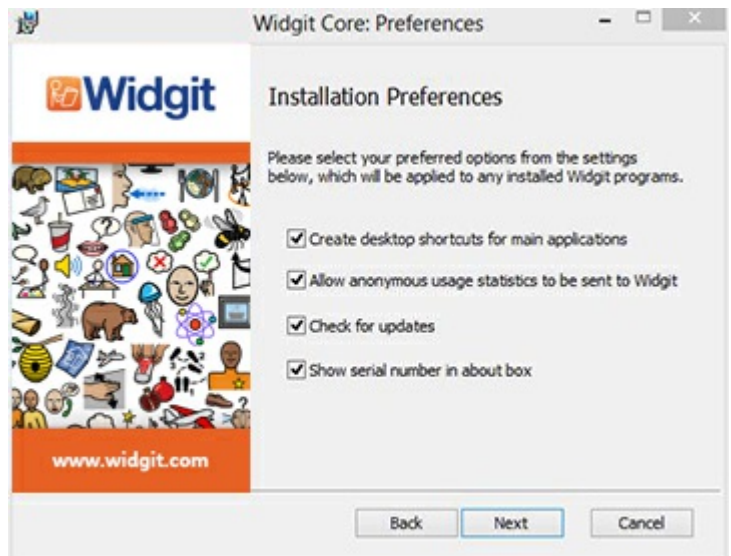 Widgit Core: Preferences
Widgit
Installation Preferences
Please select your preferred options from the settings
below, which will be applied to any installed Widgit programs.
Create desktop shortcuts for main applications
Allow anonymous usage statistics to be sent to Widgit
Check for updates
Show serial number in about box
www.widgit.com
Back Next Cancel